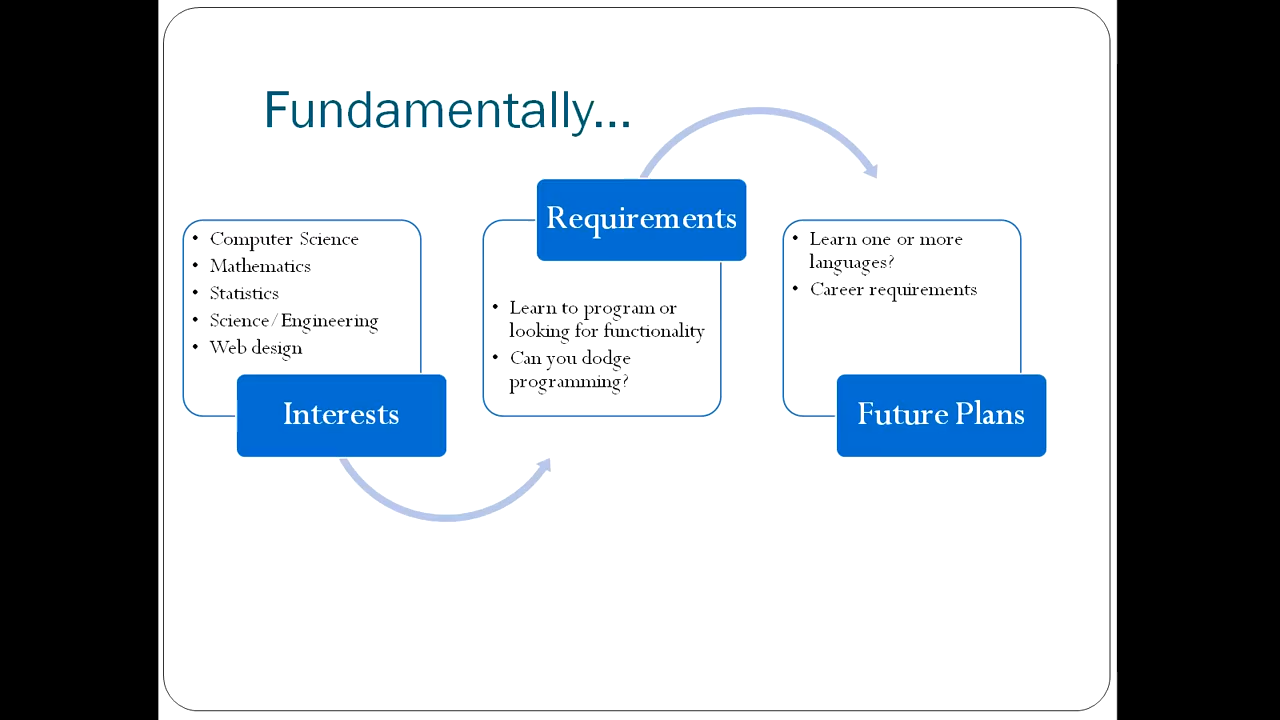 Fundamentally...
Computer Science
Mathematics
Statistics
Science/Engineering
Web design
Interests
Requirements
Learn to program or
looking for functionality
Can you dodge
programming?
Learn one or more
languages?
Career requirements
Future Plans